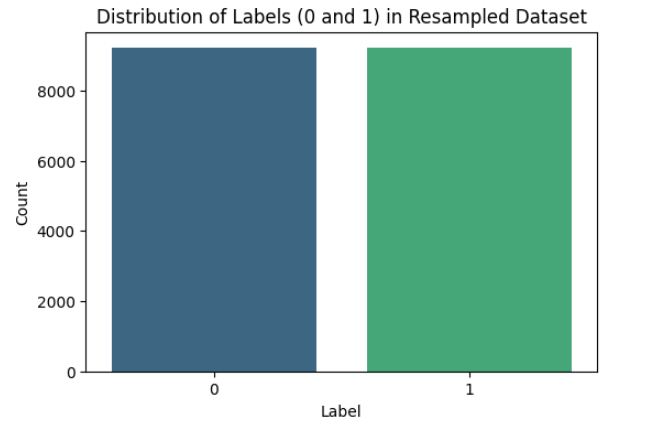 Distribution of Labels (0 and 1) in Resampled Dataset
8000
6000
4000
2000
0
Count
0 1
Label